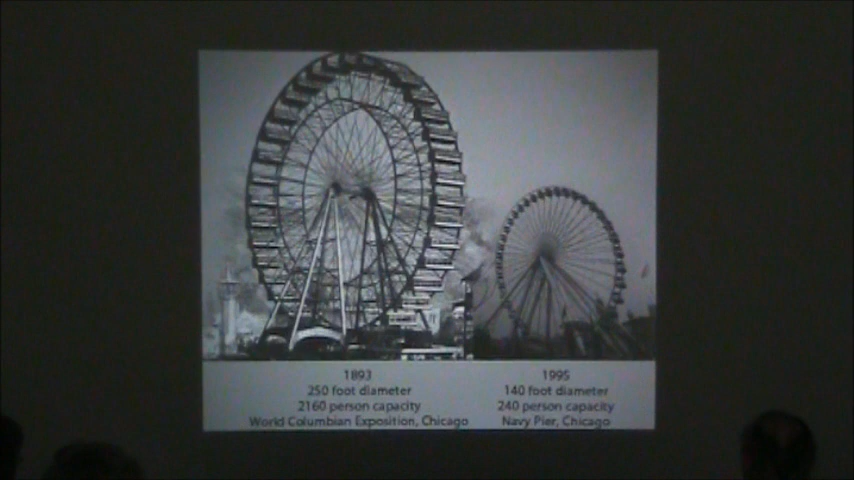 1893
250 foot diameter
2160 person capacity
World Columbian Exposition, Chicago
1995
140 foot diameter
240 person capacity
Navy Pier, Chicago